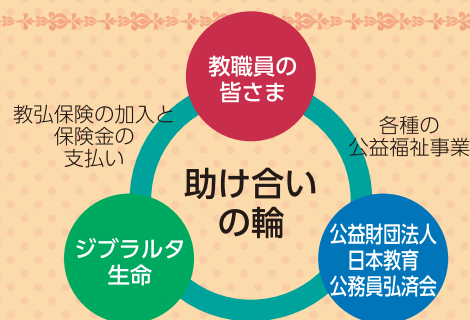 教職員の
皆さま
教弘保険の加入と
保険金の
支払い
各種の
公益福祉事業
助け合い
の輪
ジブラルタ
生命
公益財団法人
日本教育
公務員弘済会